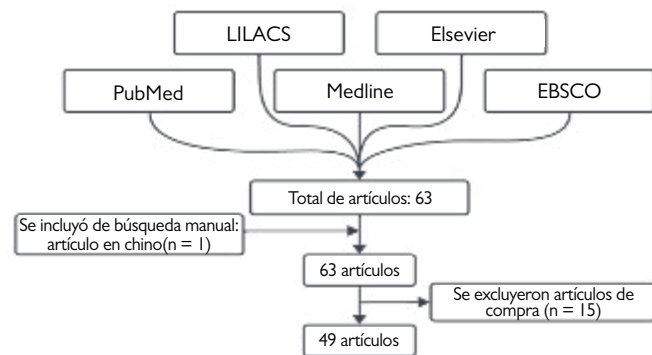 LILACS
Elsevier
PubMed
Medline
EBSCO
Total de artículos: 63
Se incluyó de búsqueda manual:
artículo en chino(n = 1)
63 artículos
Se excluyeron artículos de
compra (n = 15)
49 artículos